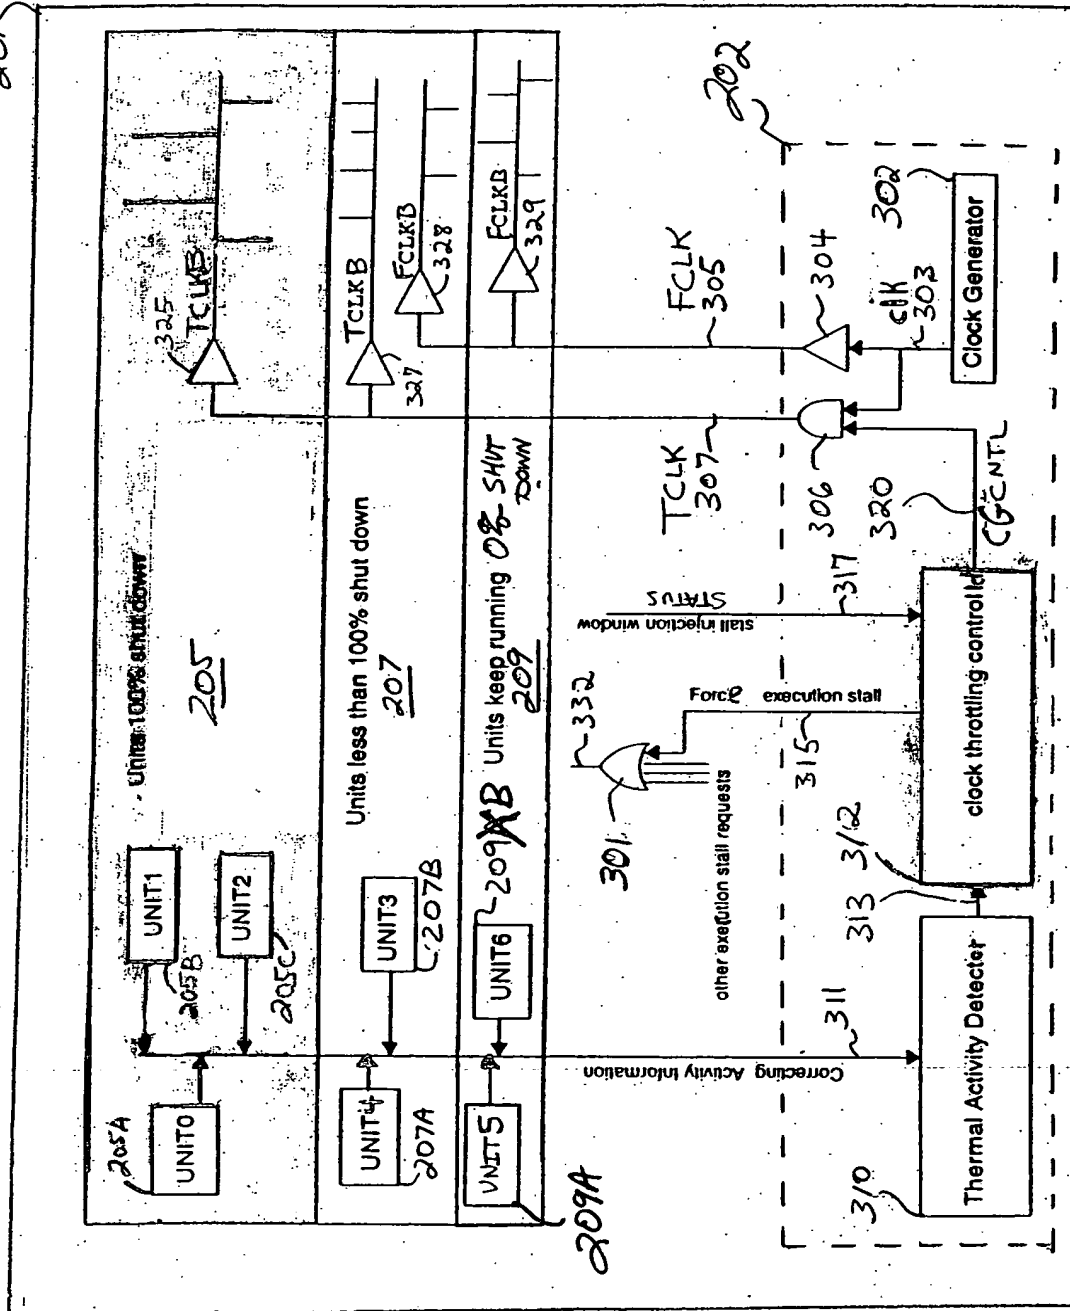 205A
UNIT0
UNIT1
205B
UNIT2
205C
Units 100% shut down
205
325
TCLKB
UNIT4
207A
UNIT3
207B
Units less than 100% shut down
207
TCLKB
327
FCLKB
328
UNIT5
209A
UNIT6
Units keep running 0% SHUT DOWN
209
FCLKB
329
Correcting Activity Information
311
other execution stall requests
301
332
Force execution stall
315
stall injection window
STATUS
317
TCLK
307
FCLK
305
202
310
Thermal Activity Detecter
313
312
clock throttling control
320
CGCNTL
306
304
303
302
Clock Generator